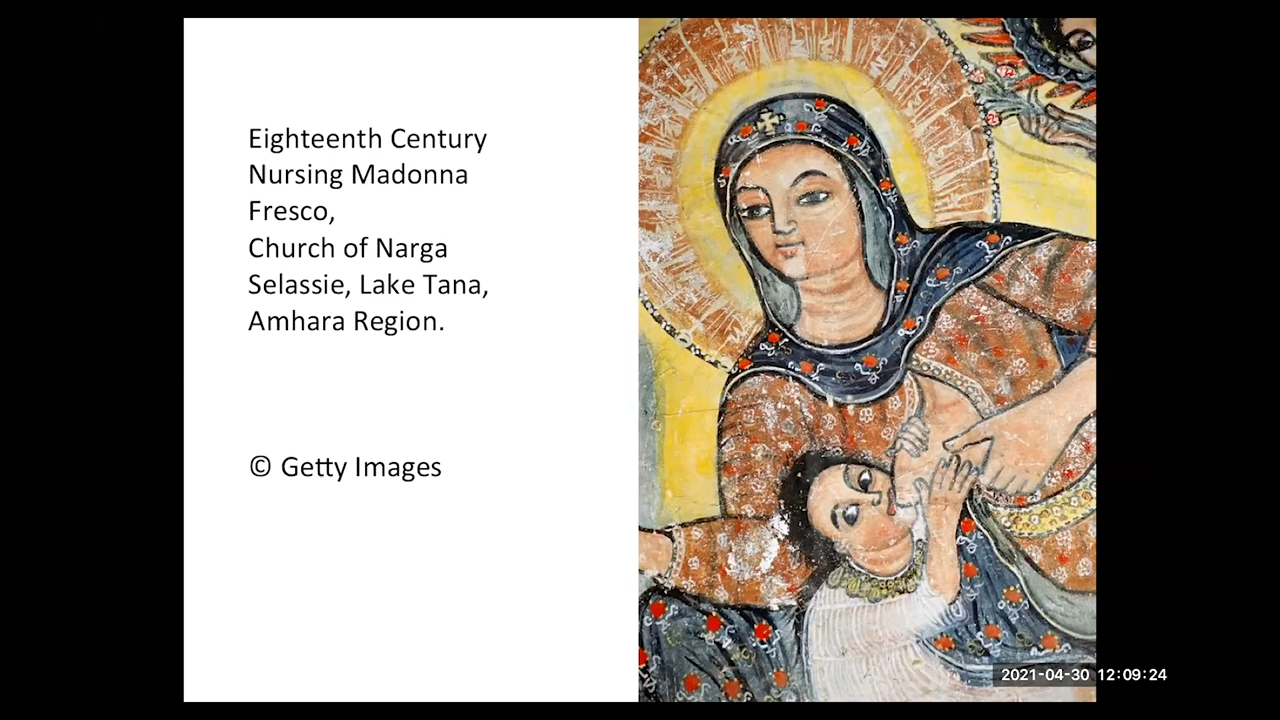 Eighteenth Century
Nursing Madonna
Fresco,
Church of Narga
Selassie, Lake Tana,
Amhara Region.
© Getty Images
2021-04-30 12:09:24